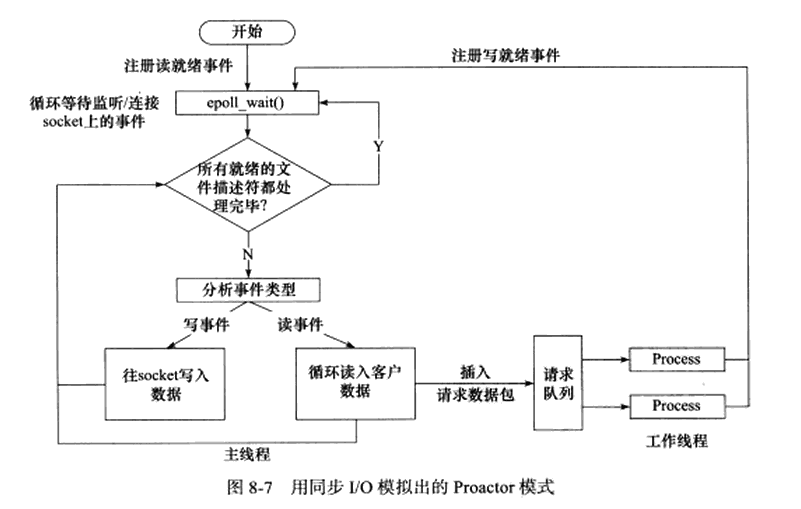 开始
注册读就绪事件
注册写就绪事件
循环等待监听/连接
socket上的事件
epoll_wait()
Y
所有就绪的文
件描述符都处
理完毕?
N
分析事件类型
写事件
读事件
往socket写入
数据
循环读入客户
数据
插入
请求数据包
请求
队列
Process
Process
主线程
工作线程
图 8-7 用同步 I/O 模拟出的 Proactor 模式